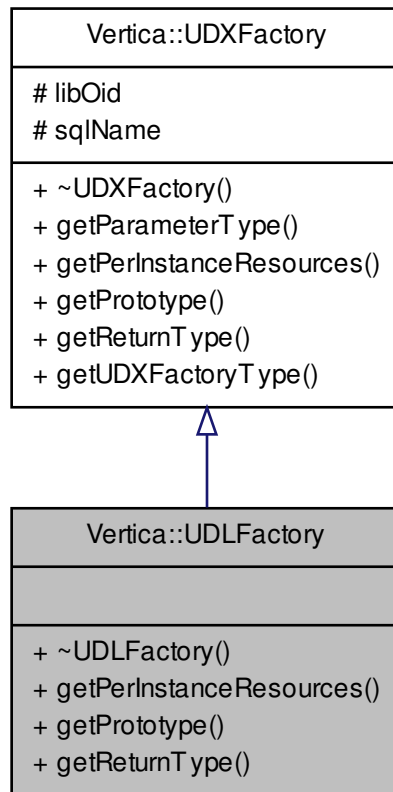 Vertica::UDXFactory
# libOid
# sqlName
+ ~UDXFactory()
+ getParameterType()
+ getPerInstanceResources()
+ getPrototype()
+ getReturnType()
+ getUDXFactoryType()
Vertica::UDLFactory
+ ~UDLFactory()
+ getPerInstanceResources()
+ getPrototype()
+ getReturnType()